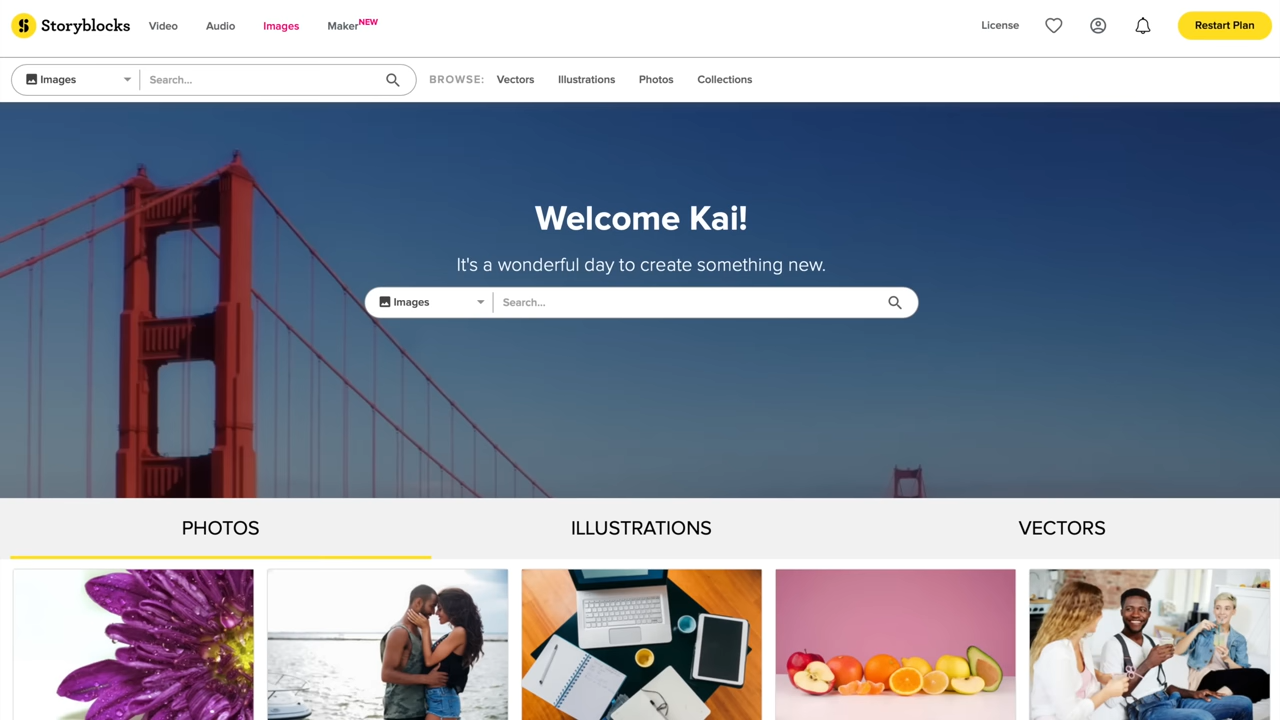 Storyblocks Video Audio Images Maker NEW License Restart Plan
Images Search... BROWSE: Vectors Illustrations Photos Collections
Welcome Kai!
It's a wonderful day to create something new.
Images Search...
PHOTOS ILLUSTRATIONS VECTORS